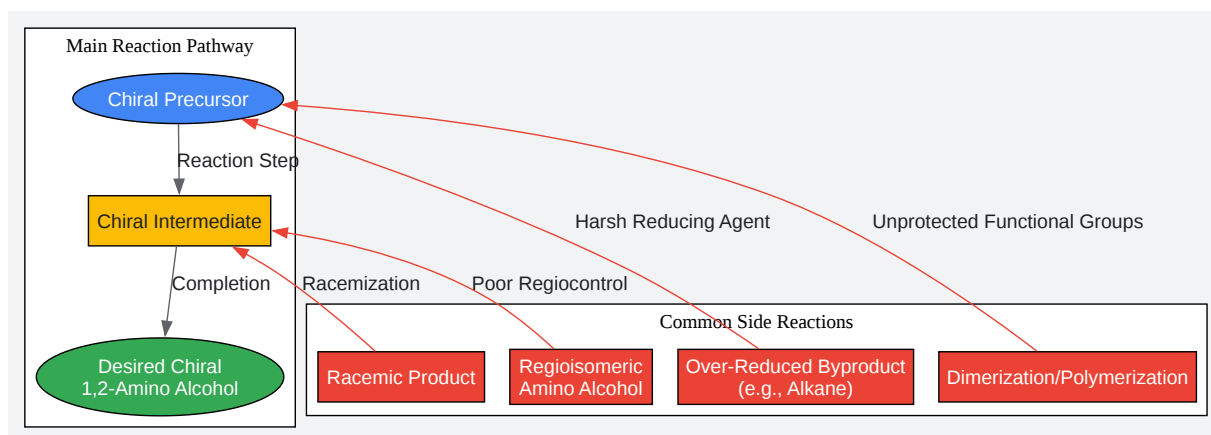 Main Reaction Pathway
Chiral Precursor
Reaction Step
Chiral Intermediate
Harsh Reducing Agent
Unprotected Functional Groups
Completion
Racemization
Poor Regiocontrol
Desired Chiral
1,2-Amino Alcohol
Common Side Reactions
Racemic Product
Regioisomeric
Amino Alcohol
Over-Reduced Byproduct
(e.g., Alkane)
Dimerization/Polymerization